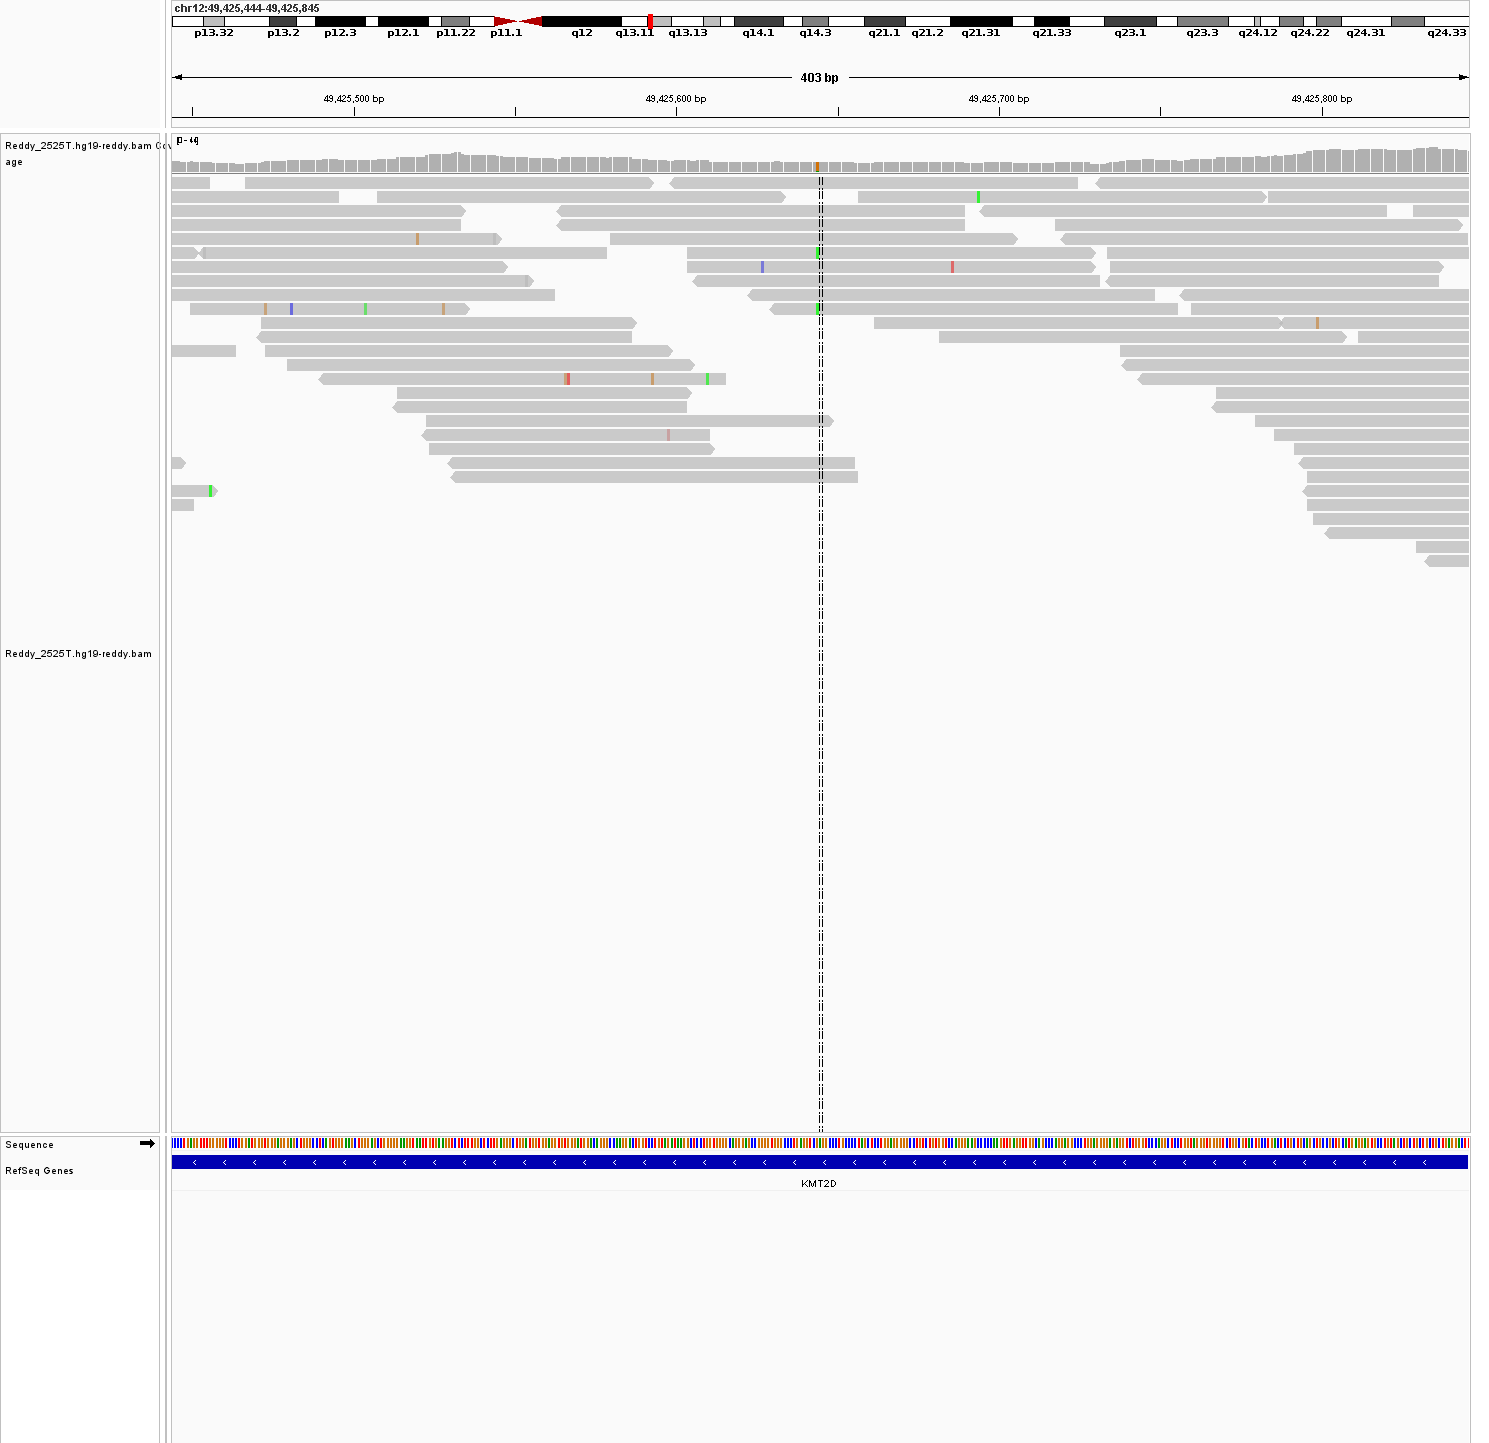 chr12:49,425,444-49,425,845
p13.32 p13.2 p12.3 p12.1 p11.22 p11.1 q12 q13.11 q13.13 q14.1 q14.3 q21.1 q21.2 q21.31 q21.33 q23.1 q23.3 q24.12 q24.22 q24.31 q24.33
403 bp
49,425,500 bp 49,425,600 bp 49,425,700 bp 49,425,800 bp
Reddy_2525T.hg19-reddy.bam Cov
age
Reddy_2525T.hg19-reddy.bam
Sequence
RefSeq Genes
KMT2D